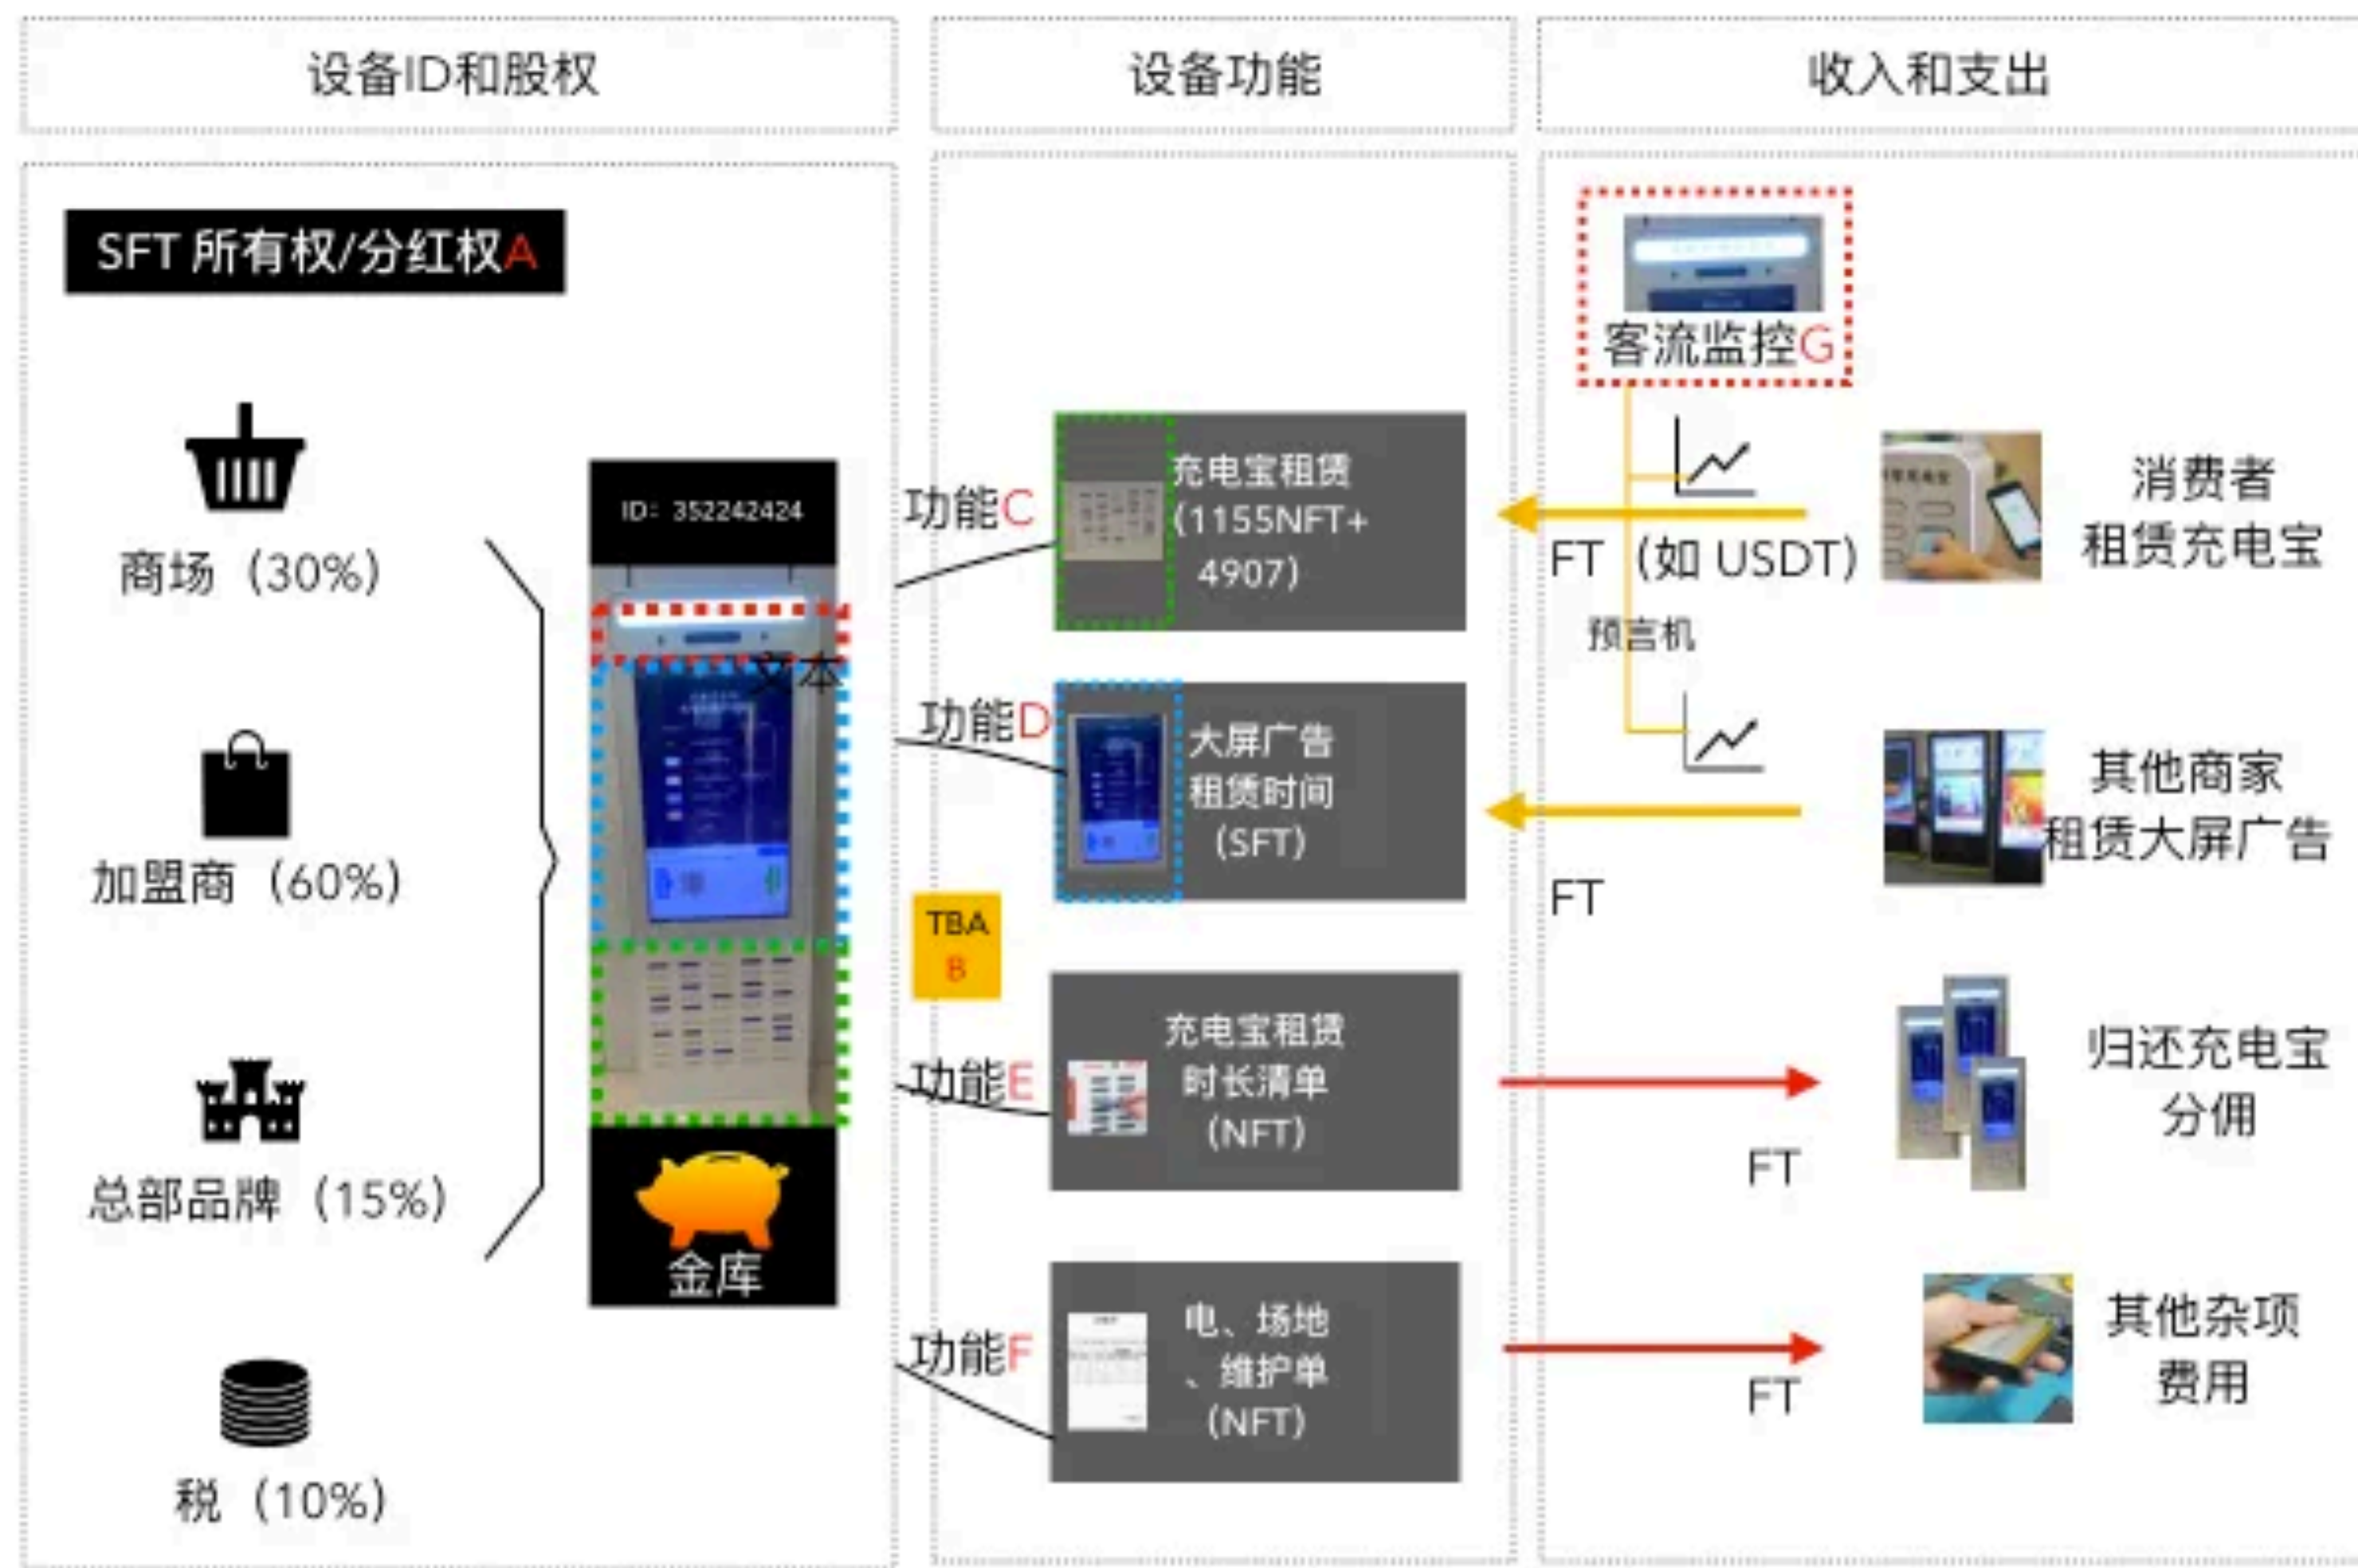 设备ID和股权
设备功能
收入和支出
SFT 所有权/分红权A
商场（30%）
加盟商（60%）
总部品牌（15%）
税（10%）
ID：352242424
文本
金库
功能C
充电宝租赁
（1155NFT+
4907）
功能D
大屏广告
租赁时间
（SFT）
TBA
B
功能E
充电宝租赁
时长清单
（NFT）
功能F
电、场地
、维护单
（NFT）
客流监控G
FT（如 USDT）
预言机
消费者
租赁充电宝
FT
其他商家
租赁大屏广告
FT
归还充电宝
分佣
FT
其他杂项
费用